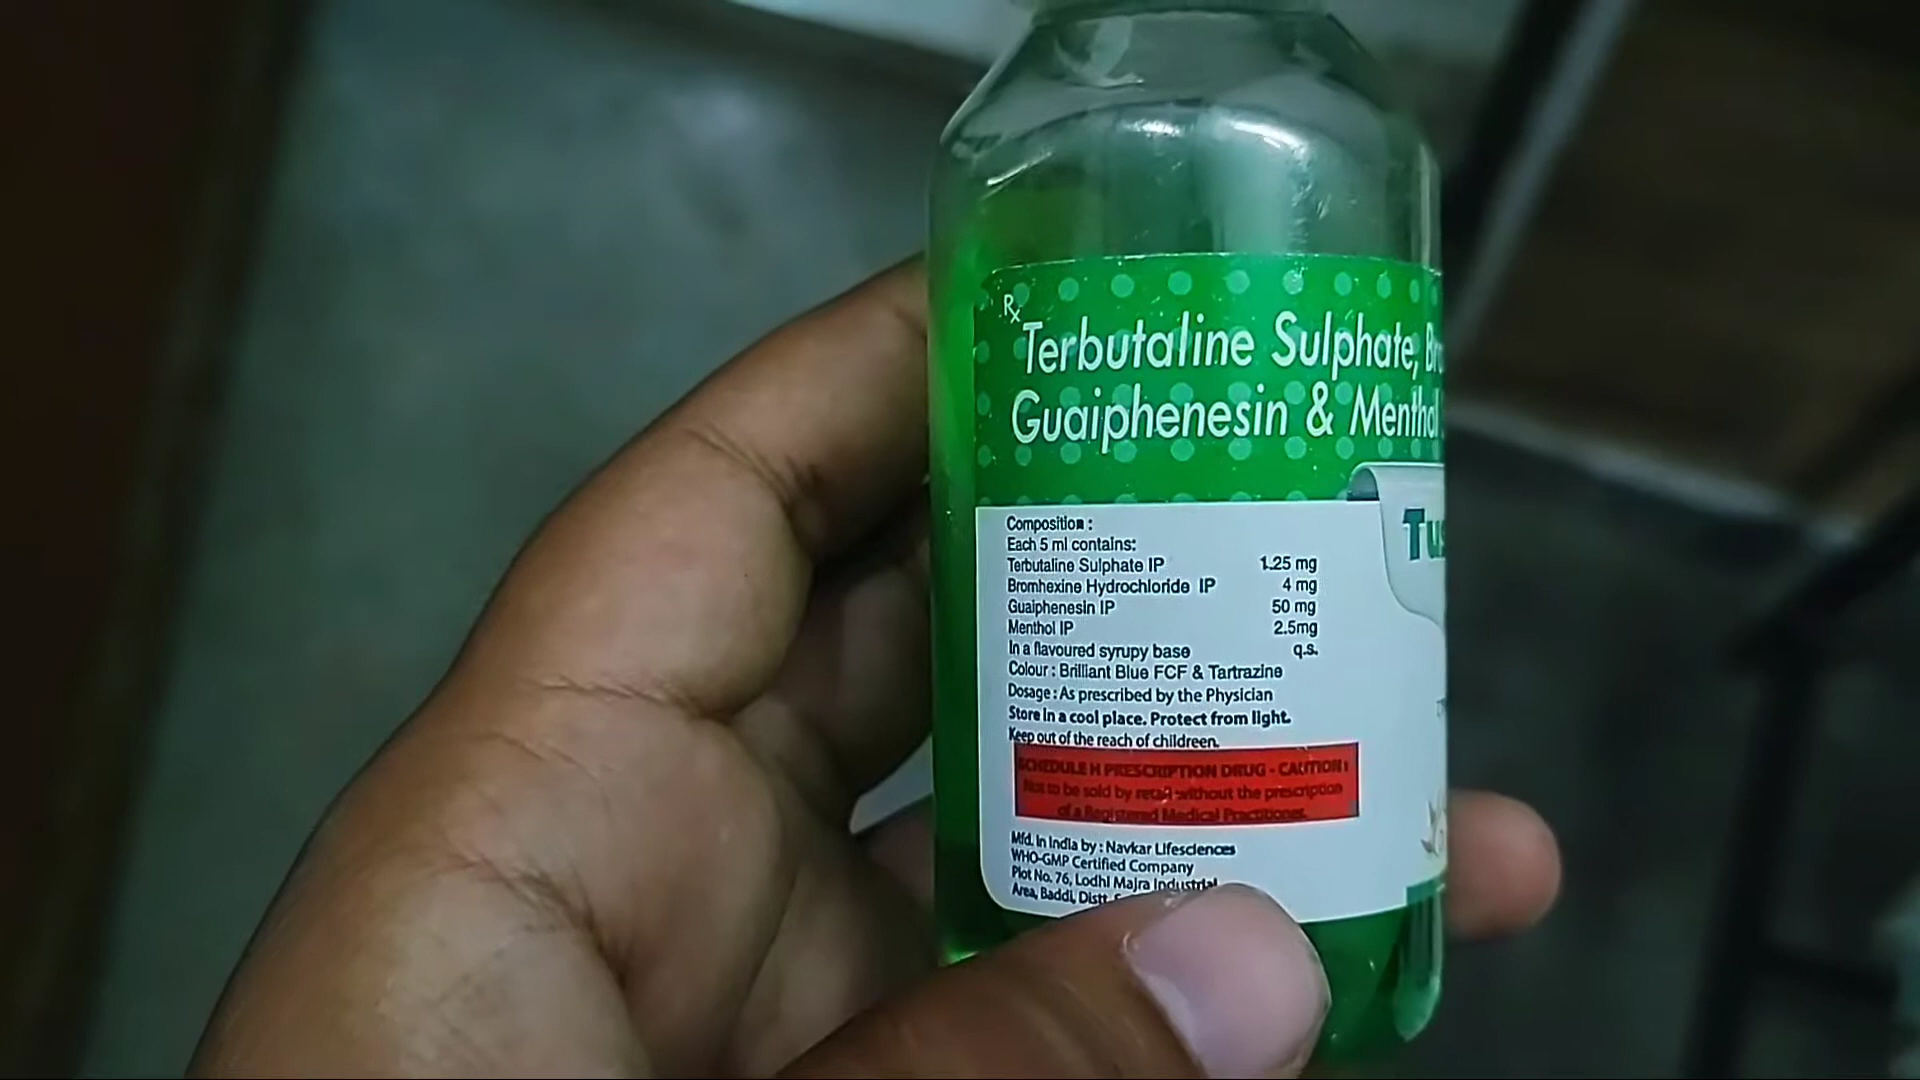 Rx
Terbutaline Sulphate,
Guaiphenesin & Menthol
Composition :
Each 5 ml contains:
Terbutaline Sulphate IP 1.25 mg
Bromhexine Hydrochloride IP 4 mg
Guaiphenesin IP 50 mg
Menthol IP 2.5mg
In a flavoured syrupy base q.s.
Colour : Brilliant Blue FCF & Tartrazine
Dosage : As prescribed by the Physician
Store in a cool place. Protect from light.
Keep out of the reach of childreen.
SCHEDULE H PRESCRIPTION DRUG - CAUTION :
Not to be sold by retail without the prescription
of a Registered Medical Practitioner.
Mfd. in India by : Navkar Lifesciences
WHO-GMP Certified Company
Plot No. 76, Lodhi Majra Industrial
Area, Baddi, Distt.